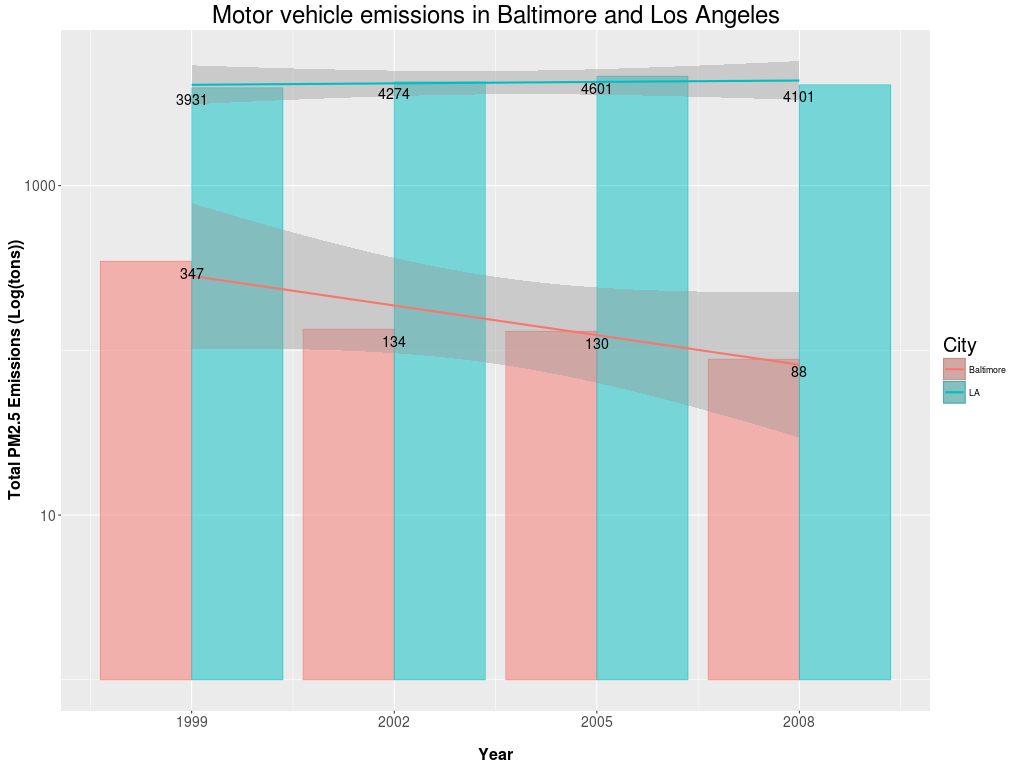 Motor vehicle emissions in Baltimore and Los Angeles
Total PM2.5 Emissions (Log(tons))
1000
10
3931
4274
4601
4101
347
134
130
88
1999
2002
2005
2008
Year
City
Baltimore
LA